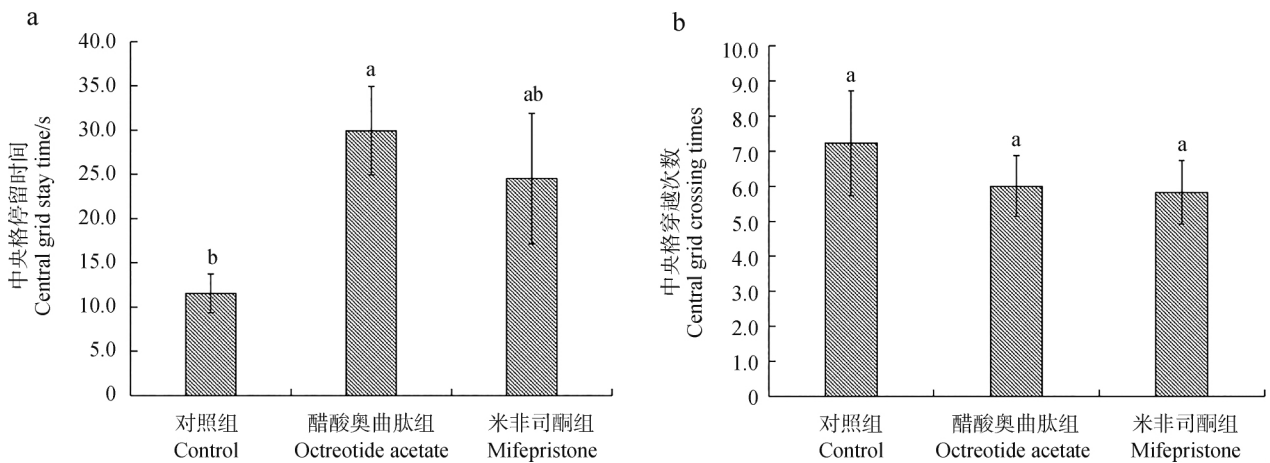 a
中央格停留时间
Central grid stay time/s
40.0
35.0
30.0
25.0
20.0
15.0
10.0
5.0
0
b
a
ab
对照组
Control
醋酸奥曲肽组
Octreotide acetate
米非司酮组
Mifepristone
b
中央格穿越次数
Central grid crossing times
10.0
9.0
8.0
7.0
6.0
5.0
4.0
3.0
2.0
1.0
0
a
a
a
对照组
Control
醋酸奥曲肽组
Octreotide acetate
米非司酮组
Mifepristone